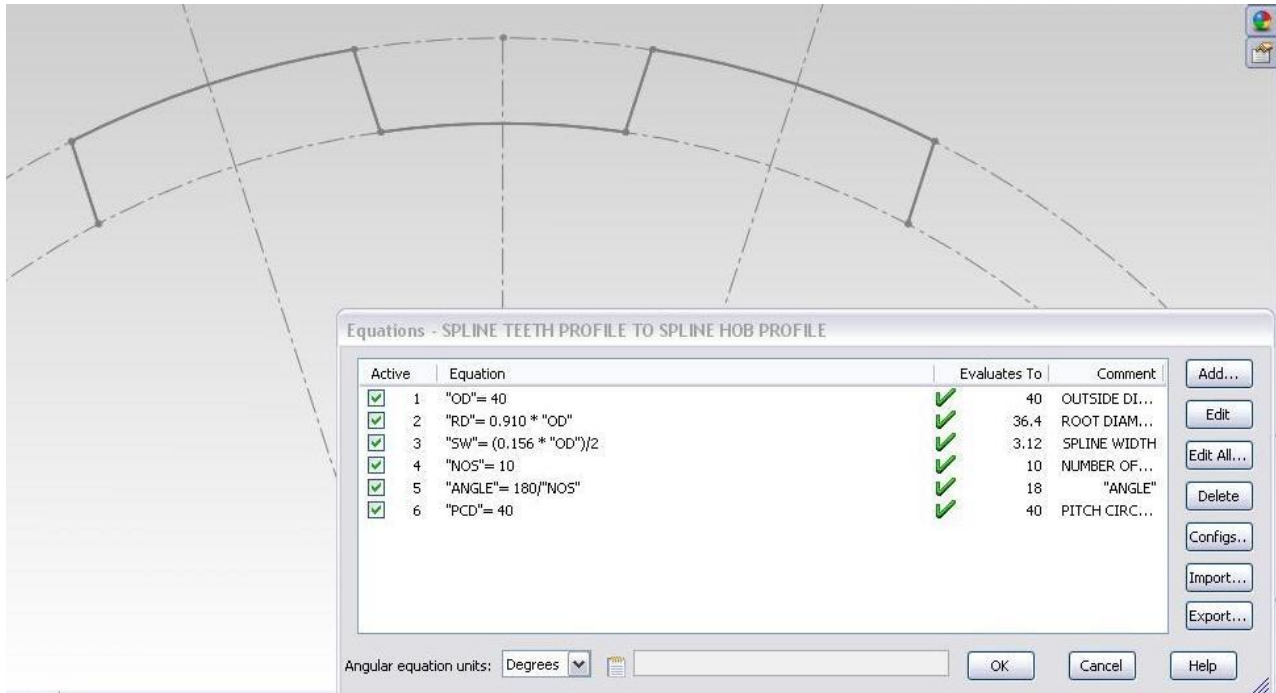 Equations - SPLINE TEETH PROFILE TO SPLINE HOB PROFILE
Active Equation Evaluates To Comment
1 "OD"= 40 40 OUTSIDE DI...
2 "RD"= 0.910 * "OD" 36.4 ROOT DIAM...
3 "SW"= (0.156 * "OD")/2 3.12 SPLINE WIDTH
4 "NOS"= 10 10 NUMBER OF...
5 "ANGLE"= 180/"NOS" 18 "ANGLE"
6 "PCD"= 40 40 PITCH CIRC...
Add...
Edit
Edit All...
Delete
Configs..
Import...
Export...
Angular equation units: Degrees OK Cancel Help